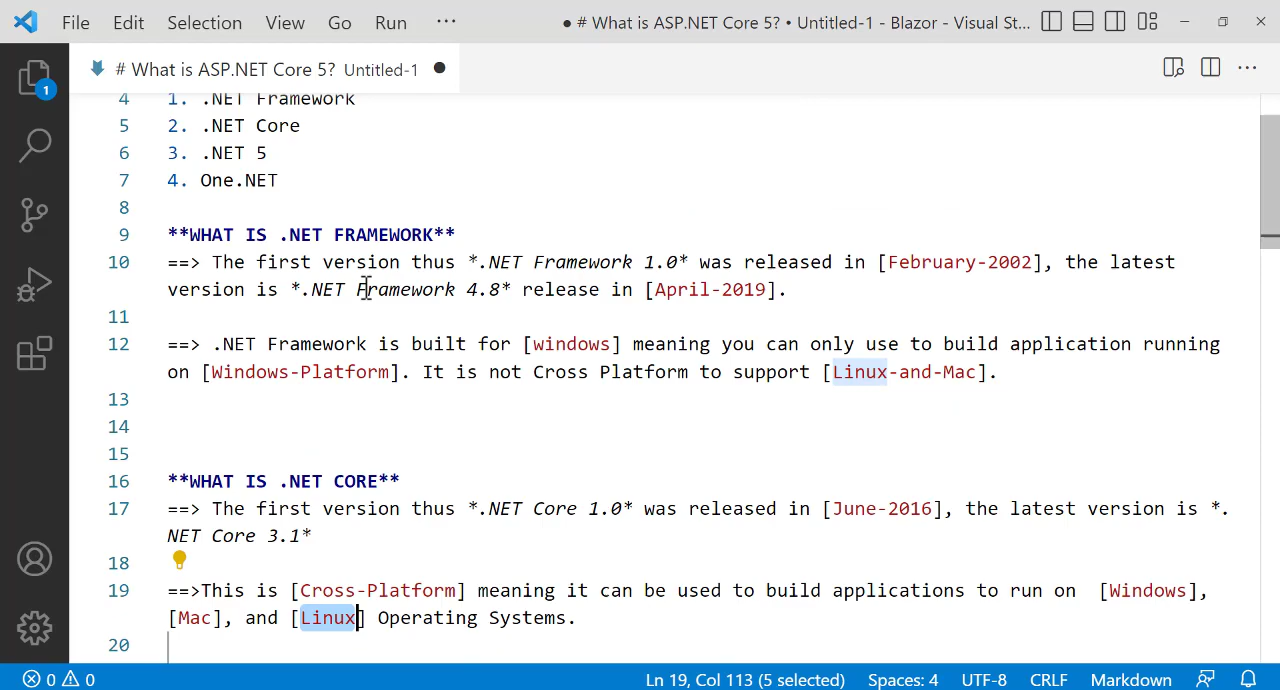 File Edit Selection View Go Run ··· ● # What is ASP.NET Core 5? • Untitled-1 - Blazor - Visual St...
# What is ASP.NET Core 5? Untitled-1 ●
1
4 1. .NET Framework
5 2. .NET Core
6 3. .NET 5
7 4. One.NET
8
9 **WHAT IS .NET FRAMEWORK**
10 ==> The first version thus *.NET Framework 1.0* was released in [February-2002], the latest
version is *.NET Framework 4.8* release in [April-2019].
11
12 ==> .NET Framework is built for [windows] meaning you can only use to build application running
on [Windows-Platform]. It is not Cross Platform to support [Linux-and-Mac].
13
14
15
16 **WHAT IS .NET CORE**
17 ==> The first version thus *.NET Core 1.0* was released in [June-2016], the latest version is *.
NET Core 3.1*
18
19 ==>This is [Cross-Platform] meaning it can be used to build applications to run on  [Windows],
[Mac], and [Linux] Operating Systems.
20
0 0 Ln 19, Col 113 (5 selected) Spaces: 4 UTF-8 CRLF Markdown